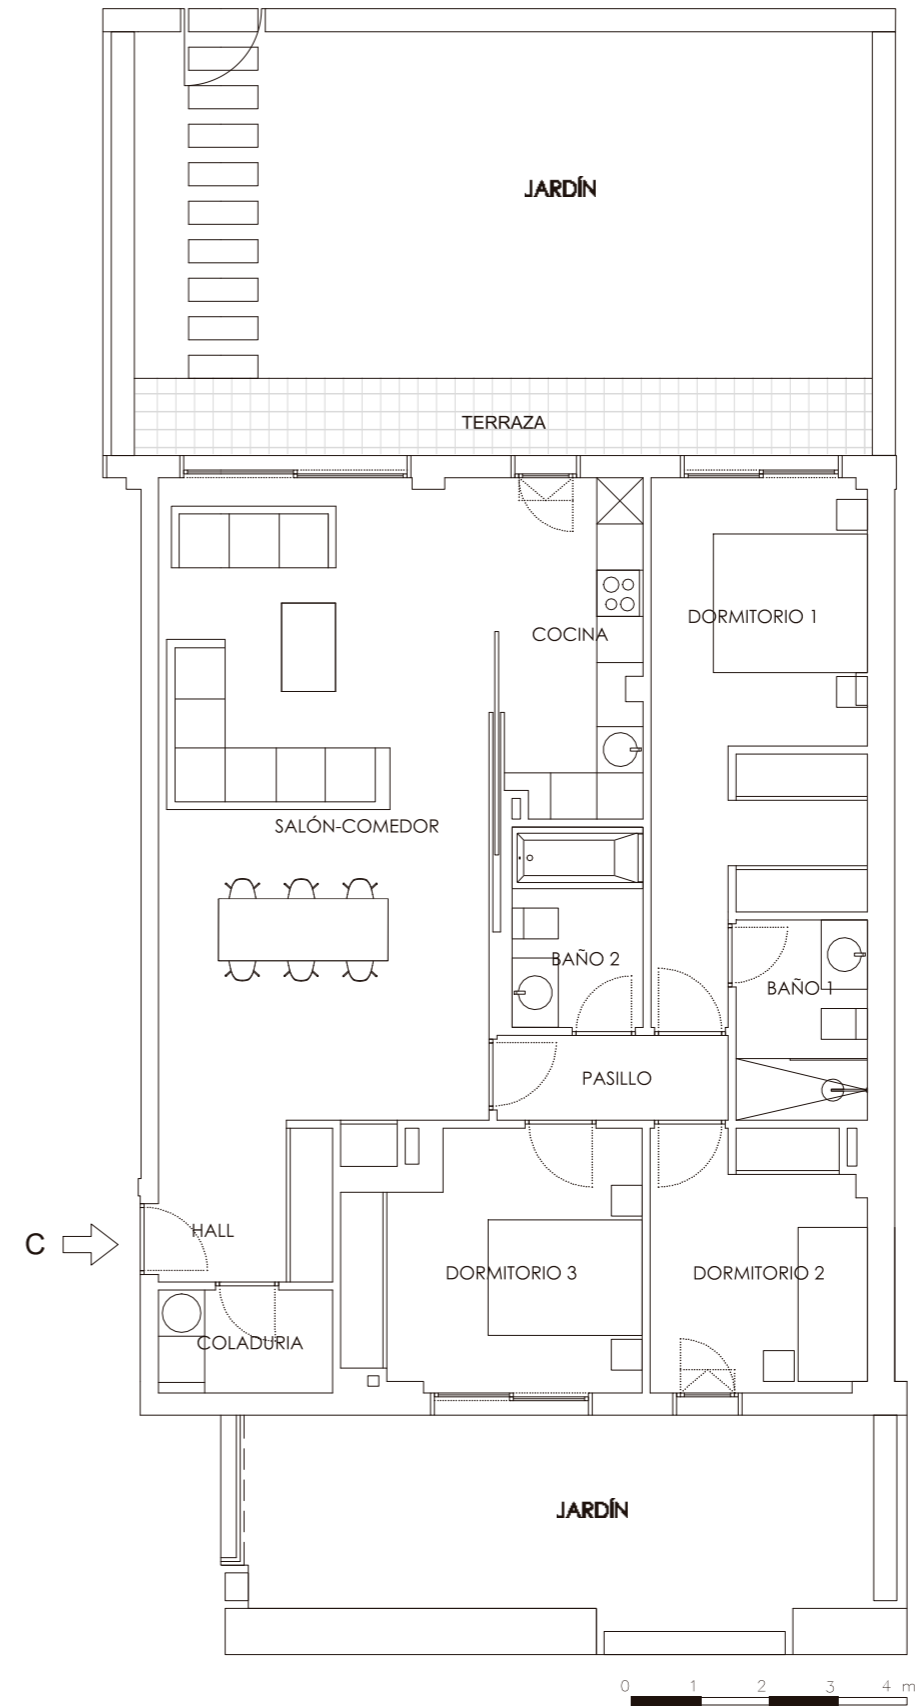 JARDÍN
TERRAZA
COCINA
DORMITORIO 1
SALÓN-COMEDOR
BAÑO 2
BAÑO 1
PASILLO
HALL
C
DORMITORIO 3
DORMITORIO 2
COLADURIA
JARDÍN
0 1 2 3 4 m